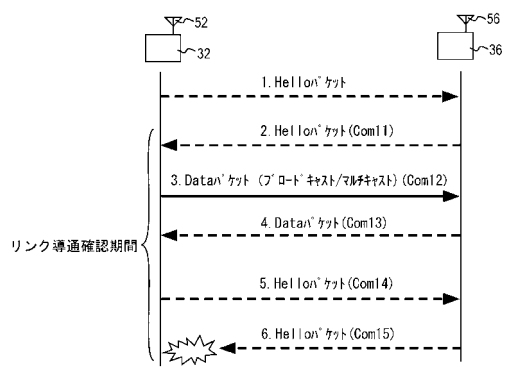 52
56
32
36
1.Helloパケット
2.Helloパケット(Com11)
3.Dataパケット (ブロードキャスト/マルチキャスト)(Com12)
4.Dataパケット(Com13)
リンク導通確認期間
5.Helloパケット(Com14)
6.Helloパケット(Com15)